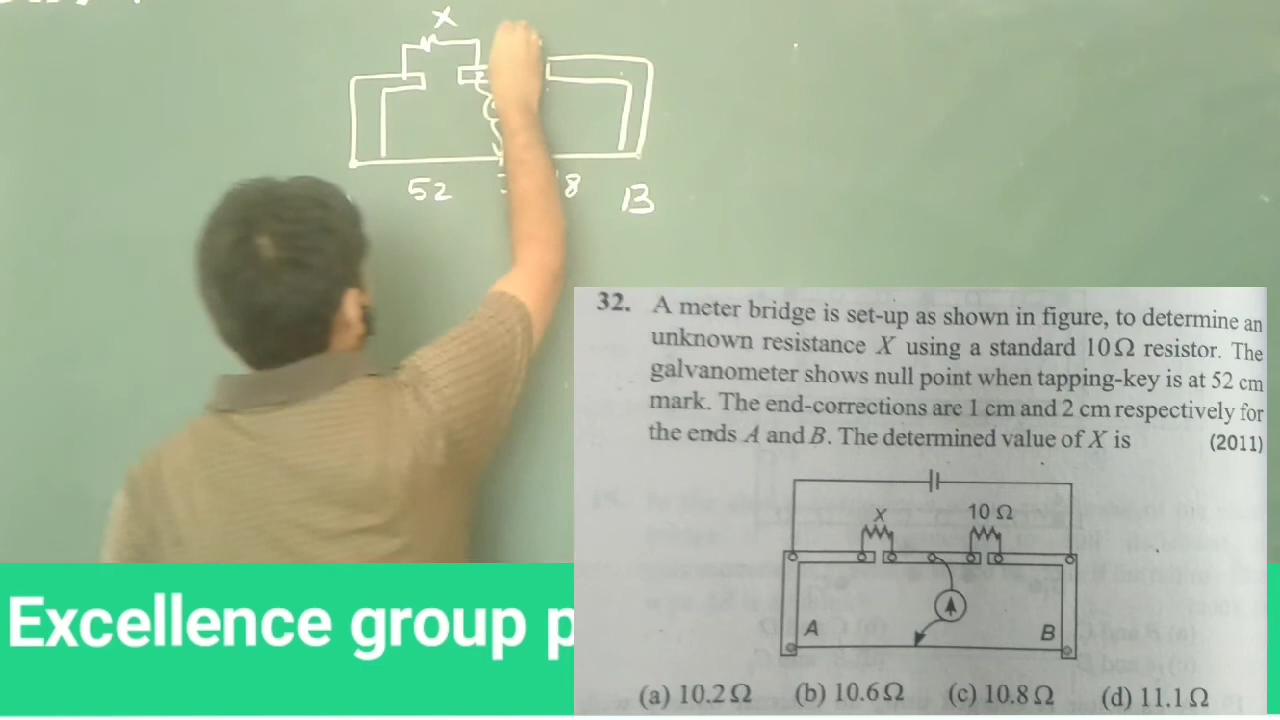 X
52 8 B
32. A meter bridge is set-up as shown in figure, to determine an
unknown resistance X using a standard 10Ω resistor. The
galvanometer shows null point when tapping-key is at 52 cm
mark. The end-corrections are 1 cm and 2 cm respectively for
the ends A and B. The determined value of X is (2011)
X 10 Ω
A B
(a) 10.2Ω (b) 10.6Ω (c) 10.8Ω (d) 11.1Ω
Excellence group p